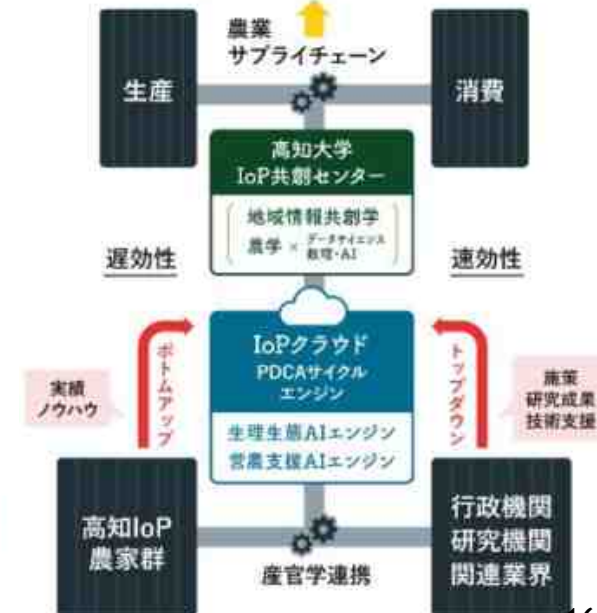 農業
サプライチェーン
生産
消費
高知大学
IoP共創センター
地域情報共創学
農学 × データサイエンス
数理・AI
遅効性
速効性
IoPクラウド
PDCAサイクル
エンジン
生理生態AIエンジン
営農支援AIエンジン
ボトムアップ
トップダウン
実績
ノウハウ
施策
研究成果
技術支援
高知IoP
農家群
行政機関
研究機関
関連業界
産官学連携